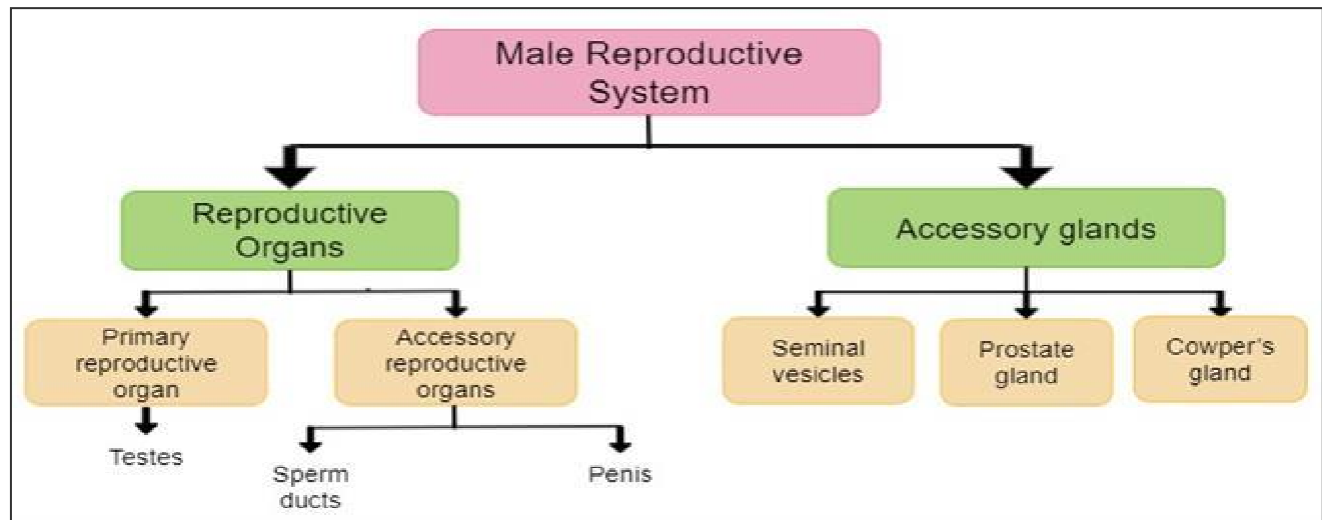 Male Reproductive
System
Reproductive
Organs
Accessory glands
Primary
reproductive
organ
Accessory
reproductive
organs
Seminal
vesicles
Prostate
gland
Cowper's
gland
Testes
Sperm
ducts
Penis